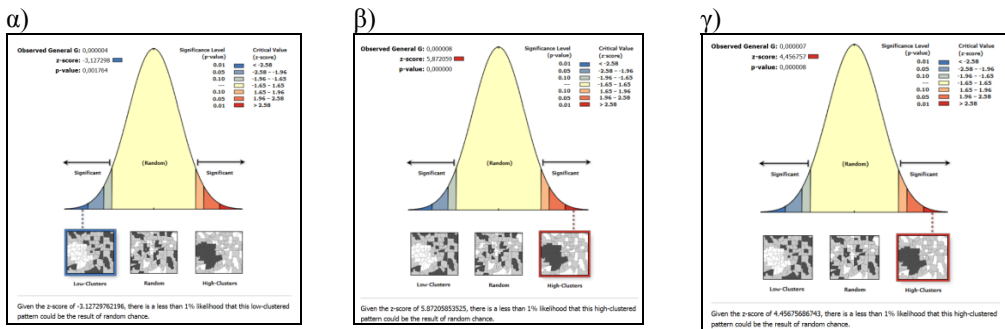 α)
Observed General G: 0,000004
z-score: -3,127298
p-value: 0,001764
Significance Level (p-value)
Critical Value (z-score)
0.01 < -2.58
0.05 -2.58 – -1.96
0.10 -1.96 – -1.65
--- -1.65 – 1.65
0.10 1.65 – 1.96
0.05 1.96 – 2.58
0.01 > 2.58
(Random)
Significant
Significant
Low-Clusters
Random
High-Clusters
Given the z-score of -3.12729762196, there is a less than 1% likelihood that this low-clustered
pattern could be the result of random chance.
β)
Observed General G: 0,000008
z-score: 5,872059
p-value: 0,000000
Significance Level (p-value)
Critical Value (z-score)
0.01 < -2.58
0.05 -2.58 – -1.96
0.10 -1.96 – -1.65
--- -1.65 – 1.65
0.10 1.65 – 1.96
0.05 1.96 – 2.58
0.01 > 2.58
(Random)
Significant
Significant
Low-Clusters
Random
High-Clusters
Given the z-score of 5.87205853525, there is a less than 1% likelihood that this high-clustered
pattern could be the result of random chance.
γ)
Observed General G: 0,000007
z-score: 4,456757
p-value: 0,000008
Significance Level (p-value)
Critical Value (z-score)
0.01 < -2.58
0.05 -2.58 – -1.96
0.10 -1.96 – -1.65
--- -1.65 – 1.65
0.10 1.65 – 1.96
0.05 1.96 – 2.58
0.01 > 2.58
(Random)
Significant
Significant
Low-Clusters
Random
High-Clusters
Given the z-score of 4.45675686743, there is a less than 1% likelihood that this high-clustered
pattern could be the result of random chance.